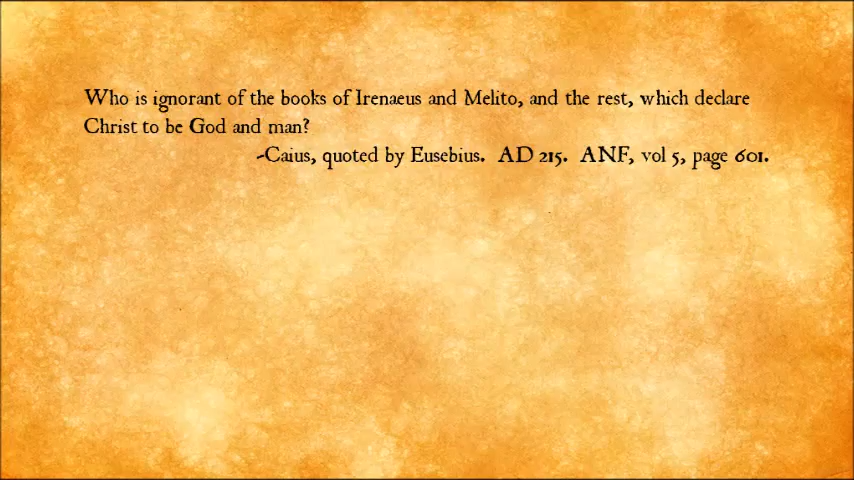 Who is ignorant of the books of Irenaeus and Melito, and the rest, which declare
Christ to be God and man?
-Caius, quoted by Eusebius. AD 215. ANF, vol 5, page 601.